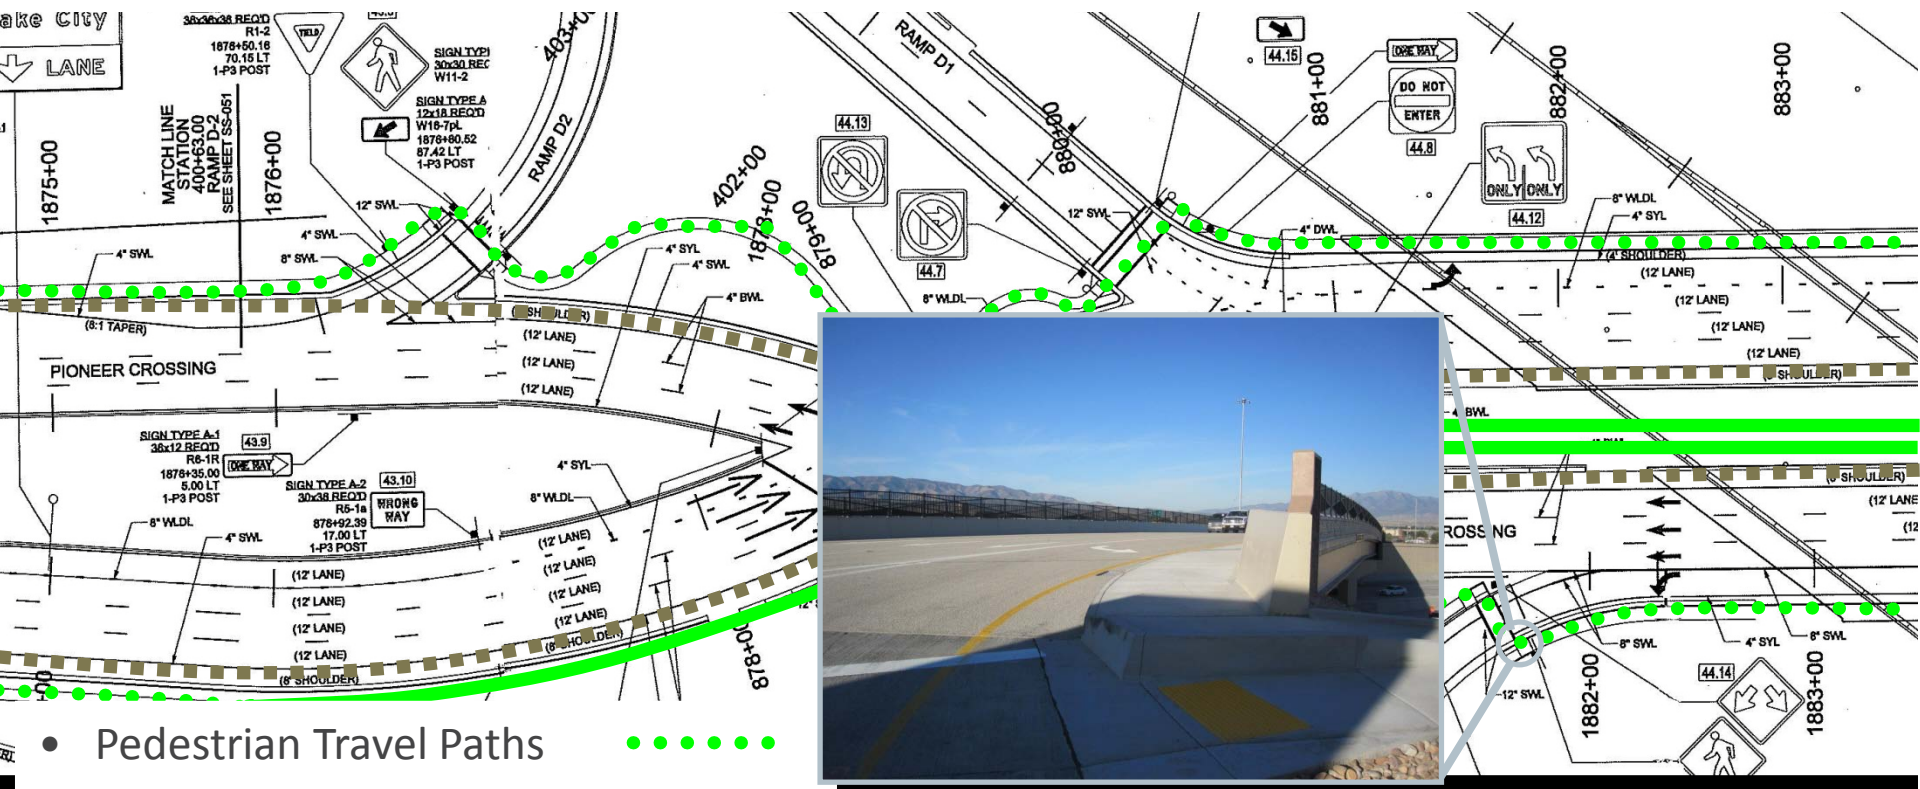 ake City
LANE
36x36x36 REQ'D
R1-2
1876+50.16
70.15 LT
1-P3 POST
YIELD
SIGN TYPE
30x30 REQ
W11-2
SIGN TYPE A
12x18 REQ'D
W16-7pL
1876+80.52
87.42 LT
1-P3 POST
403+00
RAMP D2
MATCH LINE
STATION
400+63.00
RAMP D-2
SEE SHEET SS-051
1875+00
1876+00
12" SWL
4" SWL
8" SWL
4" SWL
(8:1 TAPER)
PIONEER CROSSING
402+00
1878+00
879+00
4" SYL
4" SWL
4" BWL
(12' LANE)
(12' LANE)
(12' LANE)
SIGN TYPE A-1
36x12 REQ'D
R6-1R
1876+35.00
5.00 LT
1-P3 POST
43.9
ONE WAY
SIGN TYPE A-2
30x36 REQ'D
R5-1a
878+92.39
17.00 LT
1-P3 POST
43.10
WRONG
WAY
8" WLDL
4" SWL
4" SYL
8" WLDL
(12' LANE)
(12' LANE)
(12' LANE)
(12' LANE)
(12' LANE)
(12' LANE)
(12' LANE)
(12' LANE)
(8' SHOULDER)
(8' SHOULDER)
878+00
RAMP D1
44.13
44.7
12" SWL
8" WLDL
880+00
44.15
881+00
ONE WAY
DO NOT
ENTER
44.8
ONLY ONLY
44.12
882+00
883+00
8" WLDL
4" SYL
4" DWL
(4' SHOULDER)
(12' LANE)
(12' LANE)
(12' LANE)
(12' LANE)
SHOULDER)
4" BWL
SHOULDER)
(12' LANE
ROSSING
8" SWL
4" SYL
8" SWL
12" SWL
1882+00
1883+00
44.14
• Pedestrian Travel Paths